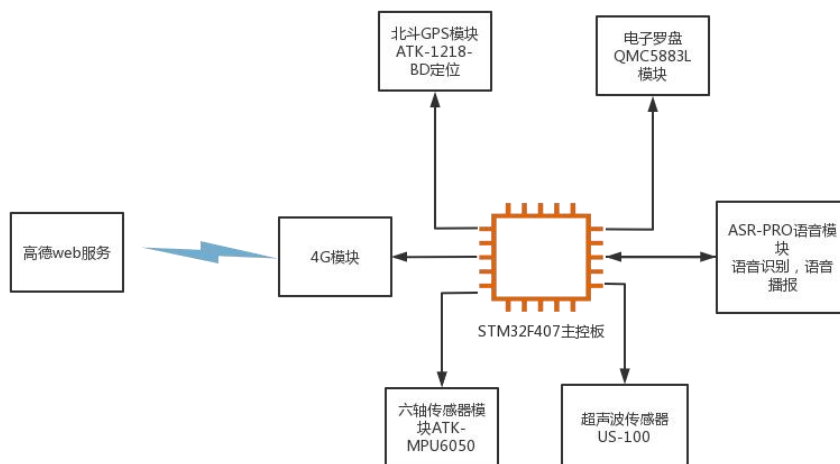 北斗GPS模块
ATK-1218-
BD定位
电子罗盘
QMC5883L
模块
高德web服务
4G模块
ASR-PRO语音模
块
语音识别，语音
播报
STM32F407主控板
六轴传感器模
块ATK-
MPU6050
超声波传感器
US-100